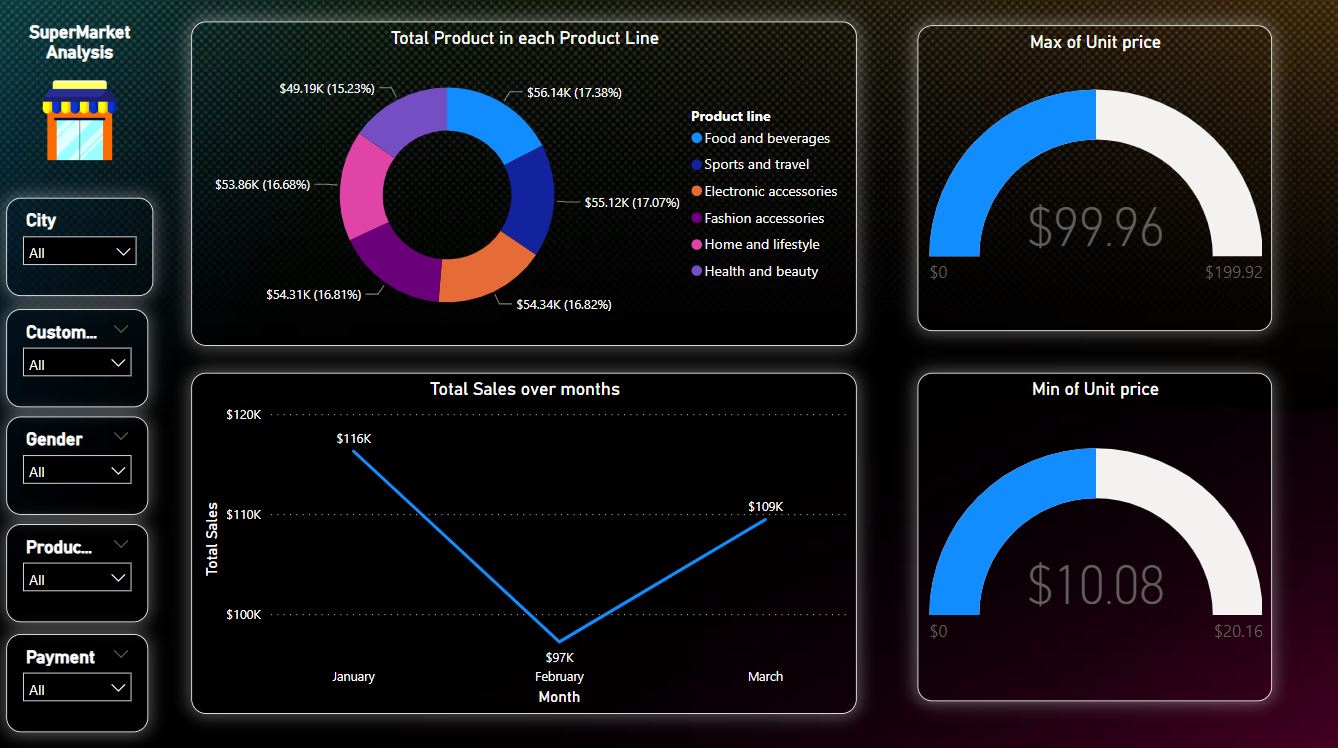 SuperMarket
Analysis
City
All
Custom...
All
Gender
All
Produc...
All
Payment
All
Total Product in each Product Line
$49.19K (15.23%)
$56.14K (17.38%)
$53.86K (16.68%)
$55.12K (17.07%)
$54.31K (16.81%)
$54.34K (16.82%)
Product line
Food and beverages
Sports and travel
Electronic accessories
Fashion accessories
Home and lifestyle
Health and beauty
Max of Unit price
$99.96
$0
$199.92
Total Sales over months
Total Sales
$120K
$110K
$100K
$116K
$97K
$109K
January
February
March
Month
Min of Unit price
$10.08
$0
$20.16